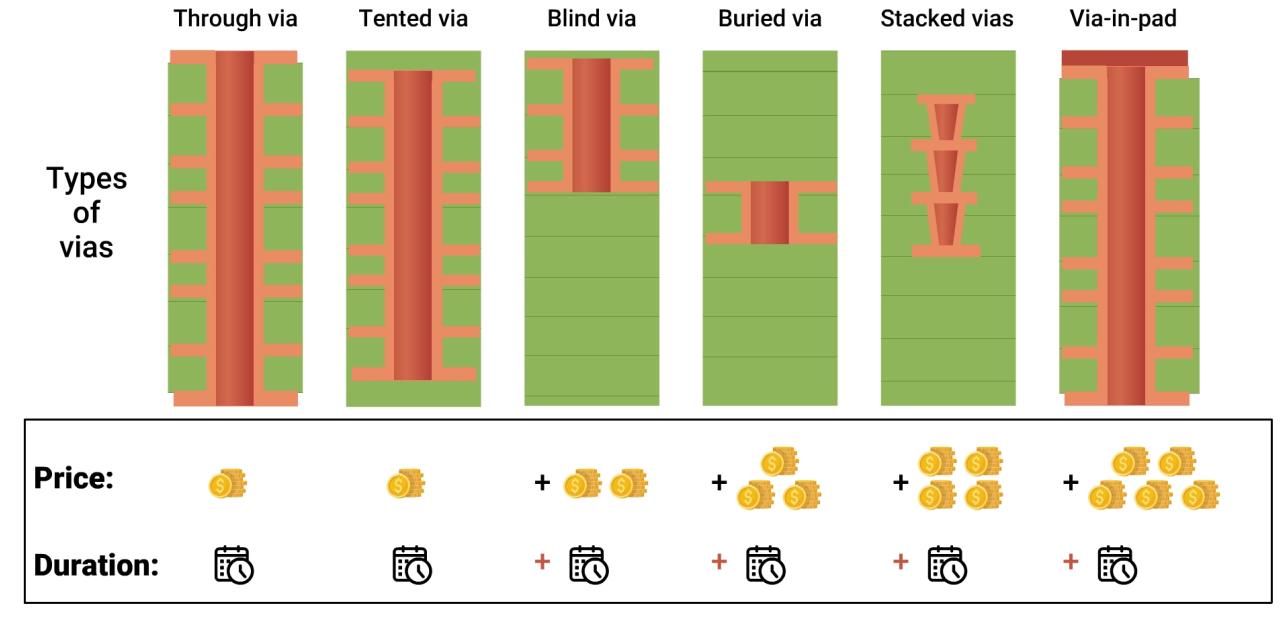 Through via
Tented via
Blind via
Buried via
Stacked vias
Via-in-pad
Types
of
vias
Price:
+
+
+
+
Duration:
+
+
+
+